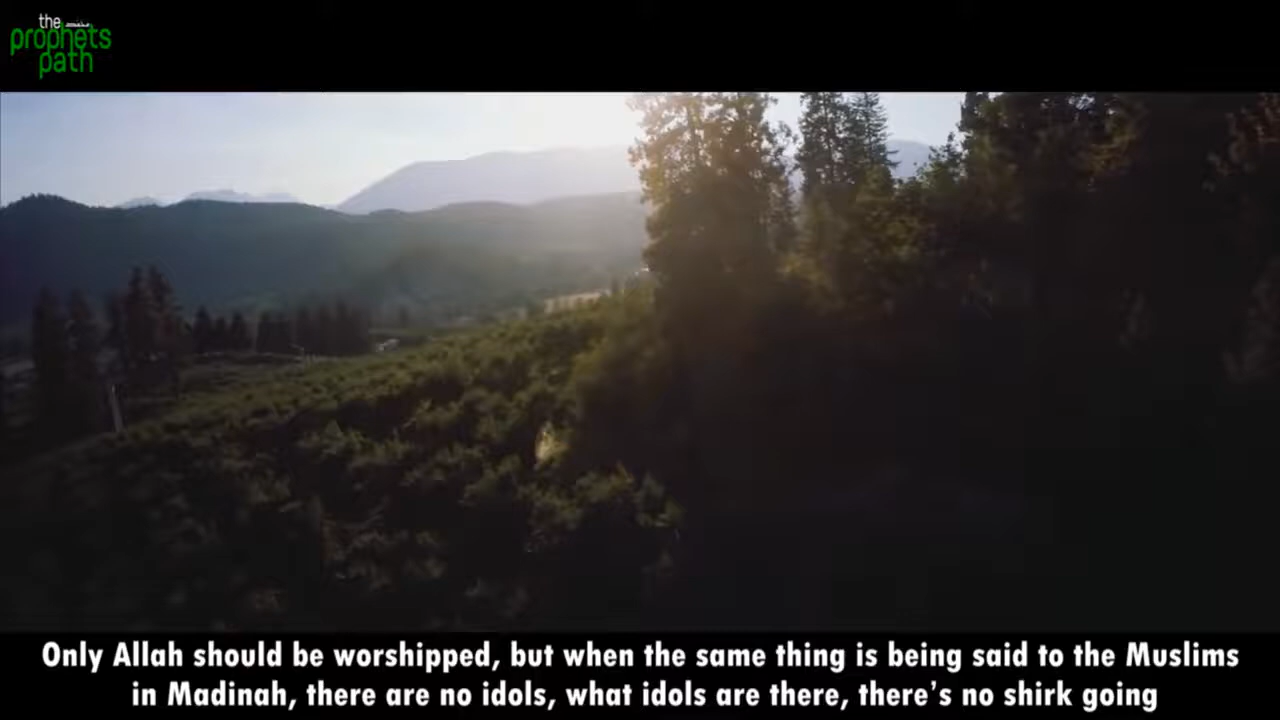 the
prophets
path
Only Allah should be worshipped, but when the same thing is being said to the Muslims
in Madinah, there are no idols, what idols are there, there's no shirk going